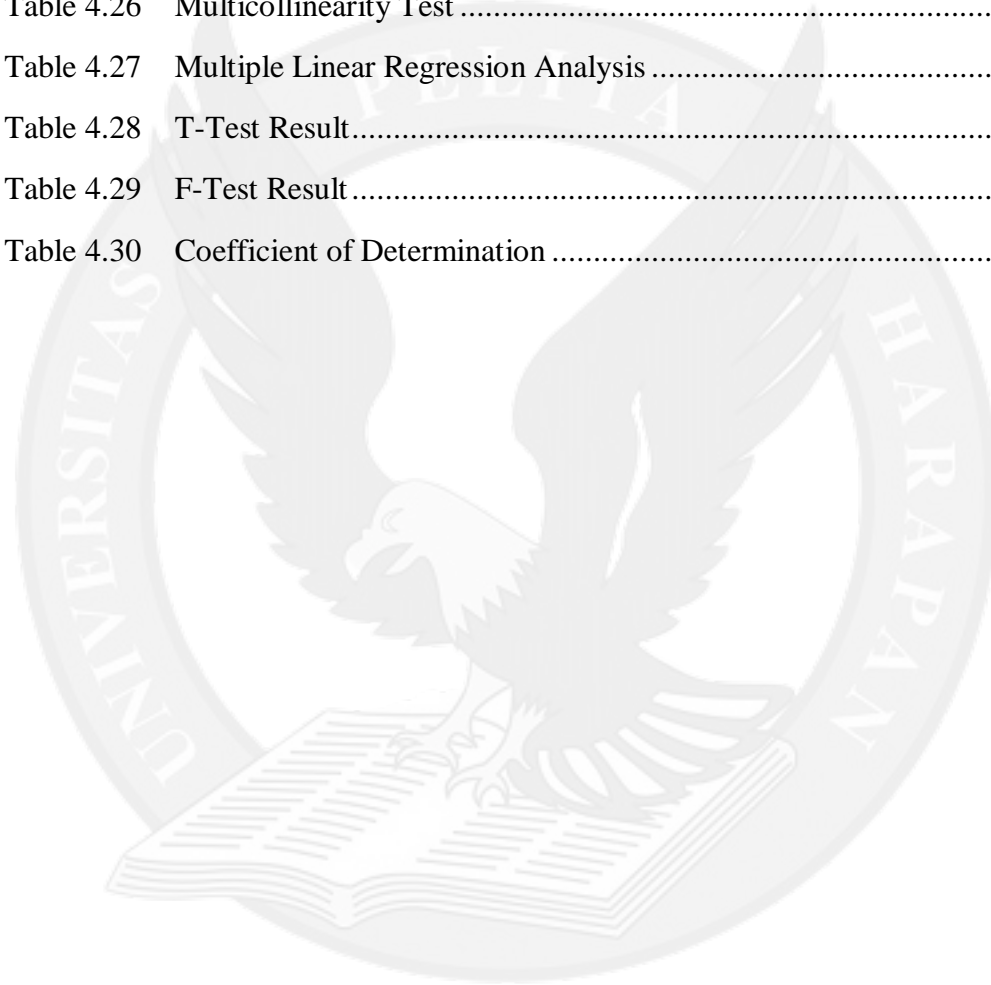 Table 4.26 Multicollinearity Test ................................................................
Table 4.27 Multiple Linear Regression Analysis .........................................
Table 4.28 T-Test Result.............................................................................
Table 4.29 F-Test Result .............................................................................
Table 4.30 Coefficient of Determination .....................................................
UNIVERSITAS PELITA HARAPAN